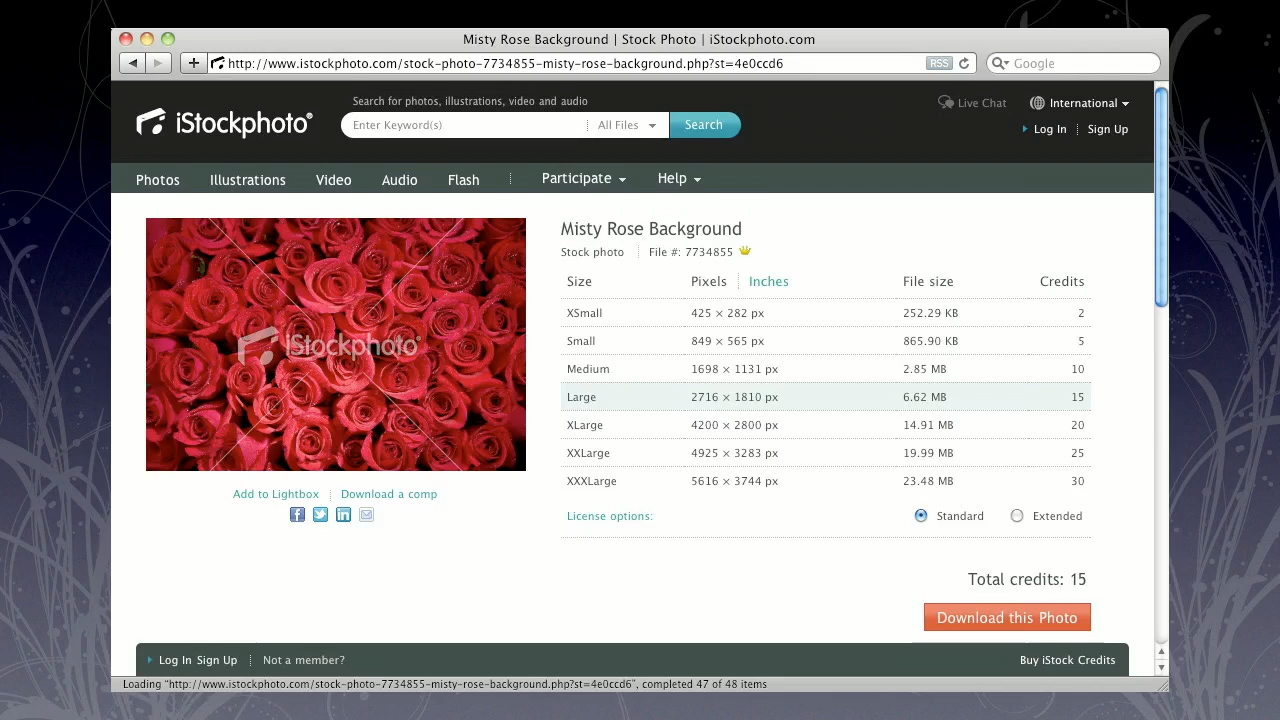 Misty Rose Background | Stock Photo | iStockphoto.com
http://www.istockphoto.com/stock-photo-7734855-misty-rose-background.php?st=4e0ccd6 RSS Google
Search for photos, illustrations, video and audio
Live Chat International
iStockphoto®
Enter Keyword(s) All Files Search
Log In Sign Up
Photos Illustrations Video Audio Flash Participate Help
Misty Rose Background
Stock photo File #: 7734855
Size Pixels Inches File size Credits
XSmall 425 × 282 px 252.29 KB 2
Small 849 × 565 px 865.90 KB 5
iStockphoto®
Medium 1698 × 1131 px 2.85 MB 10
Large 2716 × 1810 px 6.62 MB 15
XLarge 4200 × 2800 px 14.91 MB 20
XXLarge 4925 × 3283 px 19.99 MB 25
XXXLarge 5616 × 3744 px 23.48 MB 30
Add to Lightbox Download a comp
License options: Standard Extended
Total credits: 15
Download this Photo
Log In Sign Up Not a member? Buy iStock Credits
Loading "http://www.istockphoto.com/stock-photo-7734855-misty-rose-background.php?st=4e0ccd6", completed 47 of 48 items